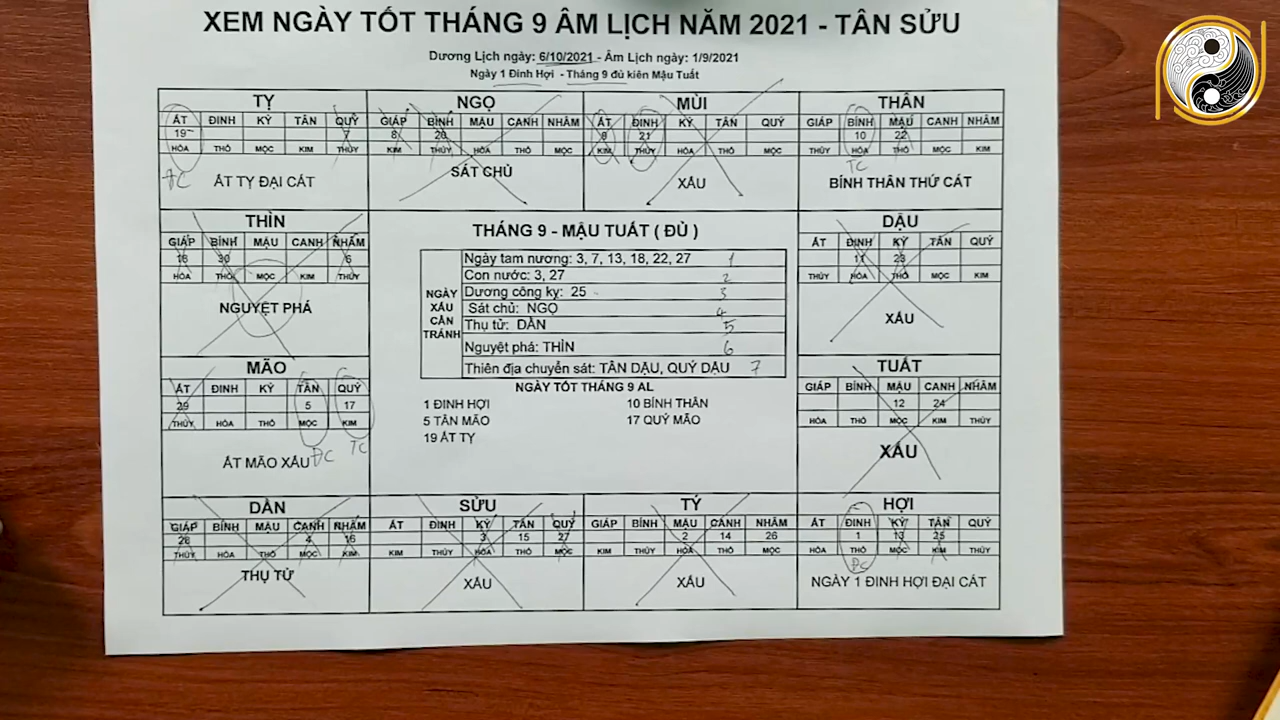 XEM NGÀY TỐT THÁNG 9 ÂM LỊCH NĂM 2021 - TÂN SỬU
Dương Lịch ngày: 6/10/2021 - Âm Lịch ngày: 1/9/2021
Ngày 1 Đinh Hợi - Tháng 9 đủ kiên Mậu Tuất
TỴ NGỌ MÙI THÂN
ẤT ĐINH KỶ TÂN QUÝ GIÁP BÍNH MẬU CANH NHÂM ẤT ĐINH KỶ TÂN QUÝ GIÁP BÍNH MẬU CANH NHÂM
19 7 8 20 9 21 10 22
HỎA THỔ MỘC KIM THỦY KIM THỦY HỎA THỔ MỘC KIM THỦY HỎA THỔ MỘC THỦY HỎA THỔ MỘC KIM
ĐC TC
ẤT TỴ ĐẠI CÁT SÁT CHỦ XẤU BÍNH THÂN THỨ CÁT
THÌN
GIÁP BÍNH MẬU CANH NHÂM
18 30 6
HỎA THỔ MỘC KIM THỦY
NGUYỆT PHÁ
THÁNG 9 - MẬU TUẤT ( ĐỦ )
NGÀY XẤU CẦN TRÁNH
Ngày tam nương: 3, 7, 13, 18, 22, 27 1
Con nước: 3, 27 2
Dương công kỵ: 25 3
Sát chủ: NGỌ 4
Thụ tử: DẦN 5
Nguyệt phá: THÌN 6
Thiên địa chuyển sát: TÂN DẬU, QUÝ DẬU 7
NGÀY TỐT THÁNG 9 AL
1 ĐINH HỢI 10 BÍNH THÂN
5 TÂN MÃO 17 QUÝ MÃO
19 ẤT TỴ
DẬU
ẤT ĐINH KỶ TÂN QUÝ
11 23
THỦY HỎA THỔ MỘC KIM
XẤU
MÃO
ẤT ĐINH KỶ TÂN QUÝ
29 5 17
THỦY HỎA THỔ MỘC KIM
ẤT MÃO XẤU ĐC TC
TUẤT
GIÁP BÍNH MẬU CANH NHÂM
12 24
HỎA THỔ MỘC KIM THỦY
XẤU
DẦN SỬU TÝ HỢI
GIÁP BÍNH MẬU CANH NHÂM ẤT ĐINH KỶ TÂN QUÝ GIÁP BÍNH MẬU CANH NHÂM ẤT ĐINH KỶ TÂN QUÝ
28 4 16 3 15 27 2 14 26 1 13 25
THỦY HỎA THỔ MỘC KIM KIM THỦY HỎA THỔ MỘC KIM THỦY HỎA THỔ MỘC HỎA THỔ MỘC KIM THỦY
ĐC
THỤ TỬ XẤU XẤU NGÀY 1 ĐINH HỢI ĐẠI CÁT